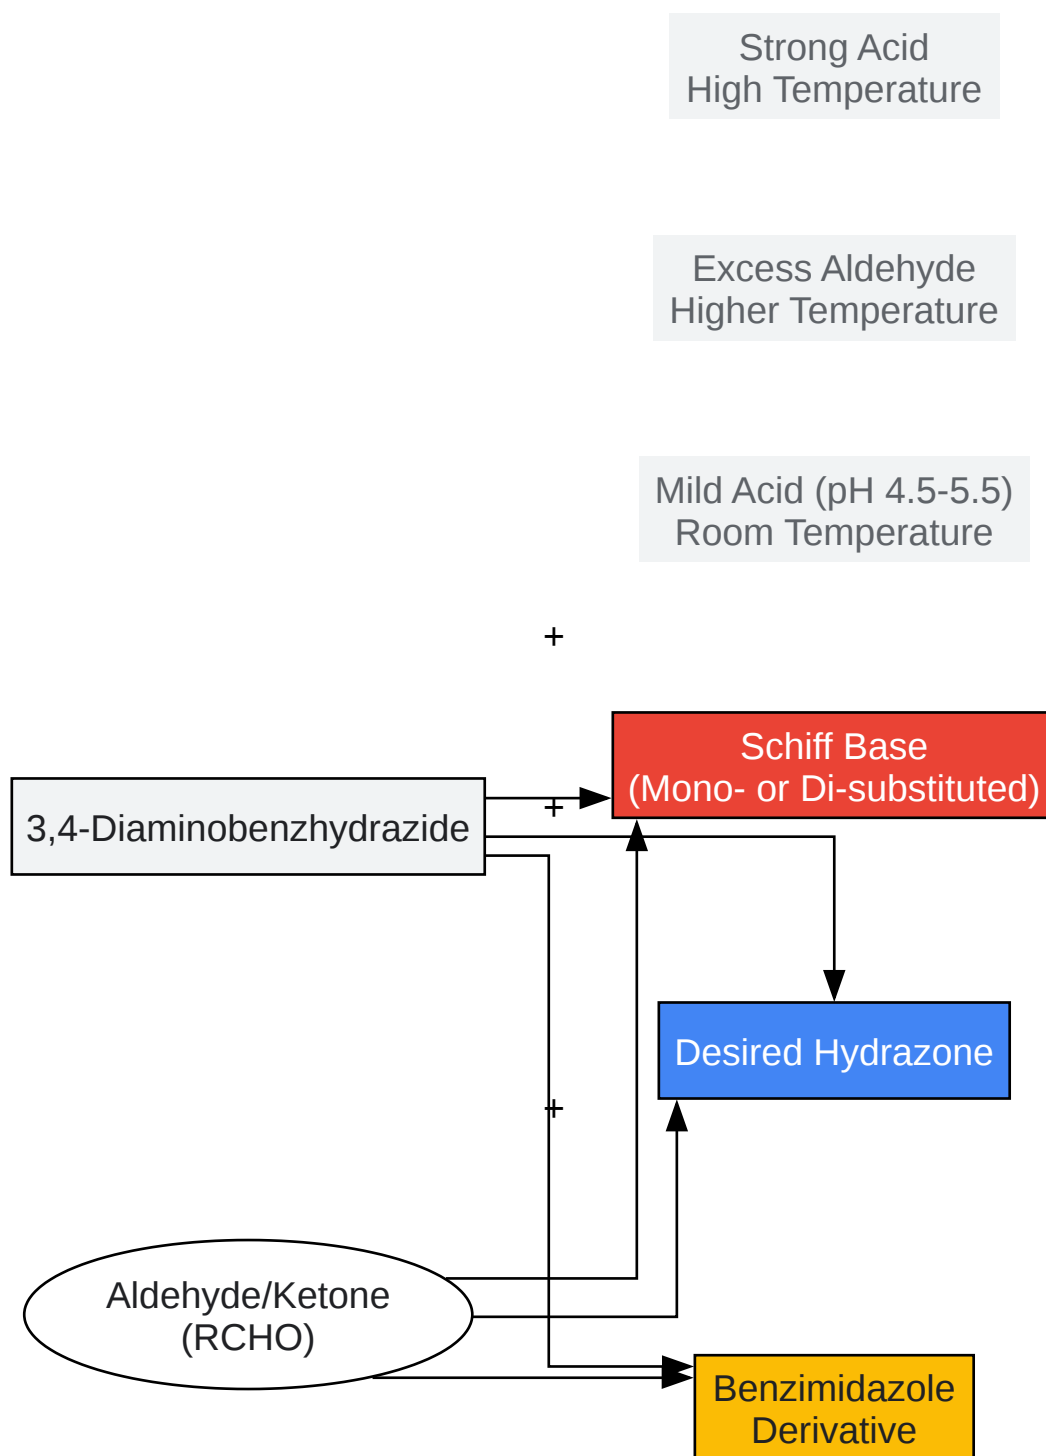 Strong Acid
High Temperature
Excess Aldehyde
Higher Temperature
Mild Acid (pH 4.5-5.5)
Room Temperature
+
Schiff Base
(Mono- or Di-substituted)
3,4-Diaminobenzhydrazide
+
Desired Hydrazone
+
Aldehyde/Ketone
(RCHO)
Benzimidazole
Derivative